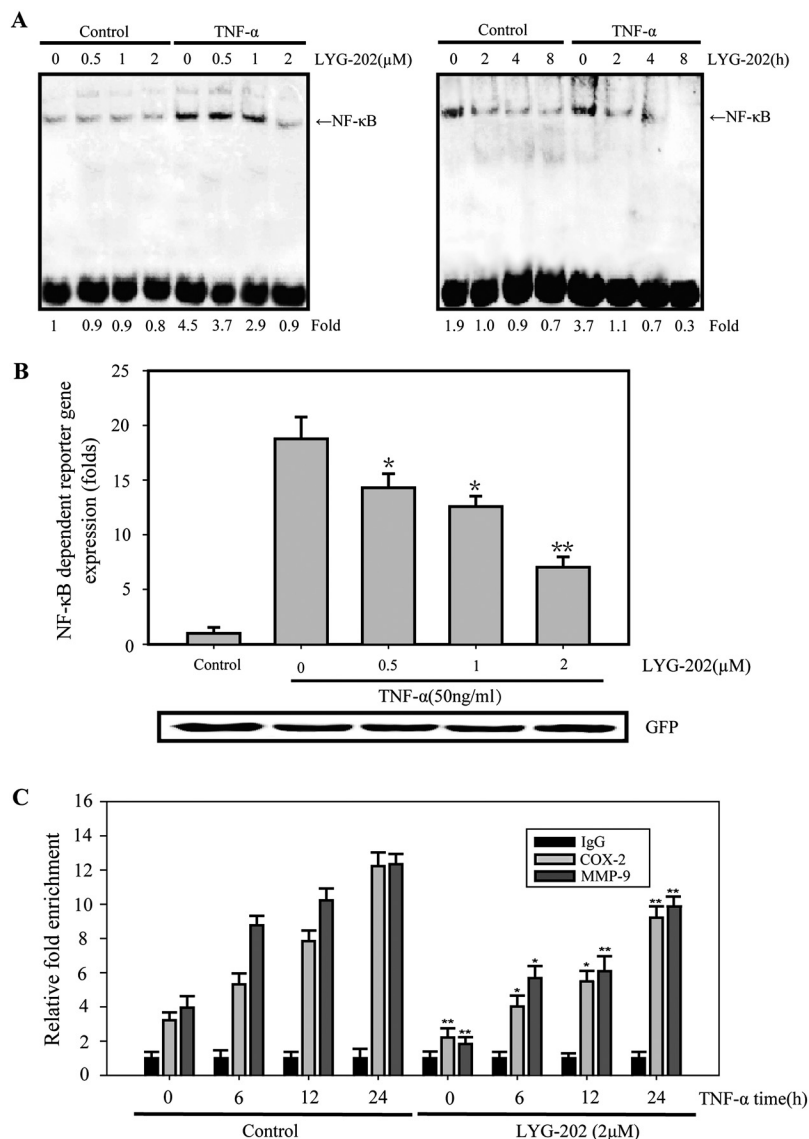 A
Control TNF-α
0 0.5 1 2 0 0.5 1 2 LYG-202(μM)
←NF-κB
1 0.9 0.9 0.8 4.5 3.7 2.9 0.9 Fold
Control TNF-α
0 2 4 8 0 2 4 8 LYG-202(h)
←NF-κB
1.9 1.0 0.9 0.7 3.7 1.1 0.7 0.3 Fold
B
NF-κB dependent reporter gene
expression (folds)
25
20
15
10
5
0
* * **
Control 0 0.5 1 2 LYG-202(μM)
TNF-α(50ng/ml)
GFP
C
Relative fold enrichment
16
14
12
10
8
6
4
2
0
IgG
COX-2
MMP-9
** ** * * * ** ** **
0 6 12 24 0 6 12 24 TNF-α time(h)
Control LYG-202 (2μM)